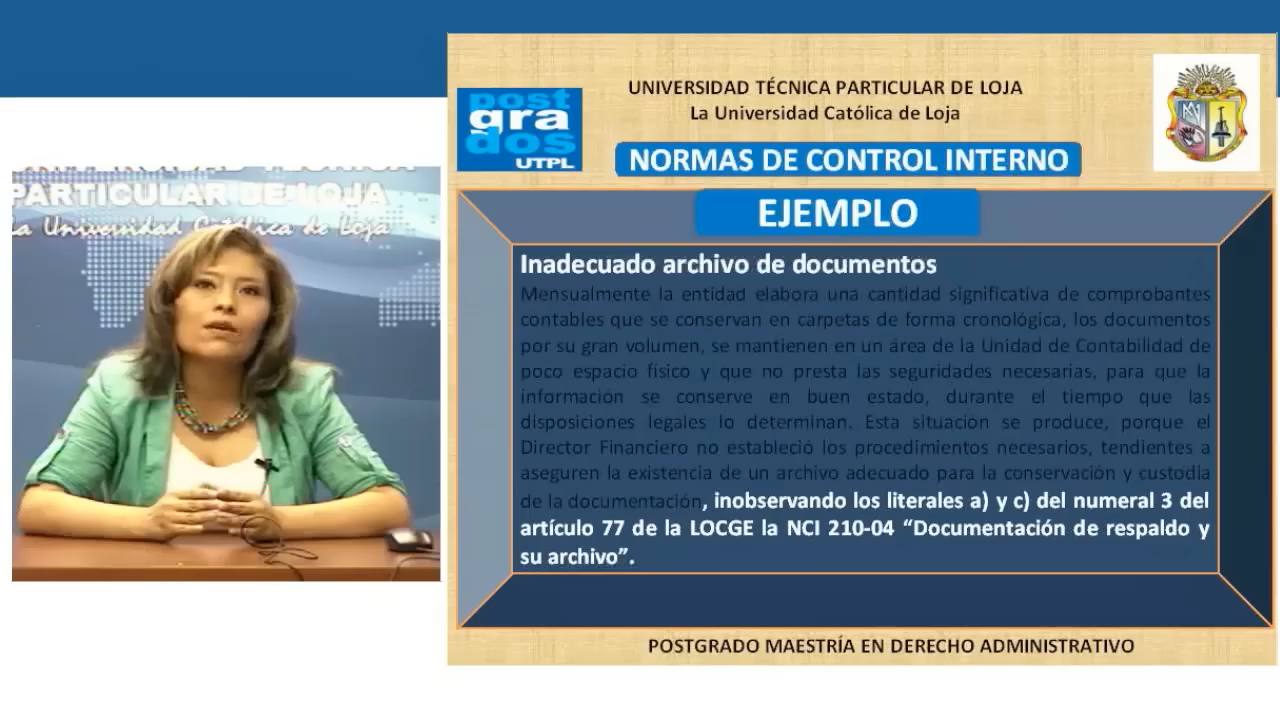 PARTICULAR DE LOJA
La Universidad Católica de Loja
post
gra
dos
UTPL
UNIVERSIDAD TÉCNICA PARTICULAR DE LOJA
La Universidad Católica de Loja
NORMAS DE CONTROL INTERNO
EJEMPLO
Inadecuado archivo de documentos
Mensualmente la entidad elabora una cantidad significativa de comprobantes
contables que se conservan en carpetas de forma cronológica, los documentos
por su gran volumen, se mantienen en un área de la Unidad de Contabilidad de
poco espacio físico y que no presta las seguridades necesarias, para que la
información se conserve en buen estado, durante el tiempo que las
disposiciones legales lo determinan. Esta situación se produce, porque el
Director Financiero no estableció los procedimientos necesarios, tendientes a
aseguren la existencia de un archivo adecuado para la conservación y custodia
de la documentación, inobservando los literales a) y c) del numeral 3 del
artículo 77 de la LOCGE la NCI 210-04 “Documentación de respaldo y
su archivo”.
POSTGRADO MAESTRÍA EN DERECHO ADMINISTRATIVO